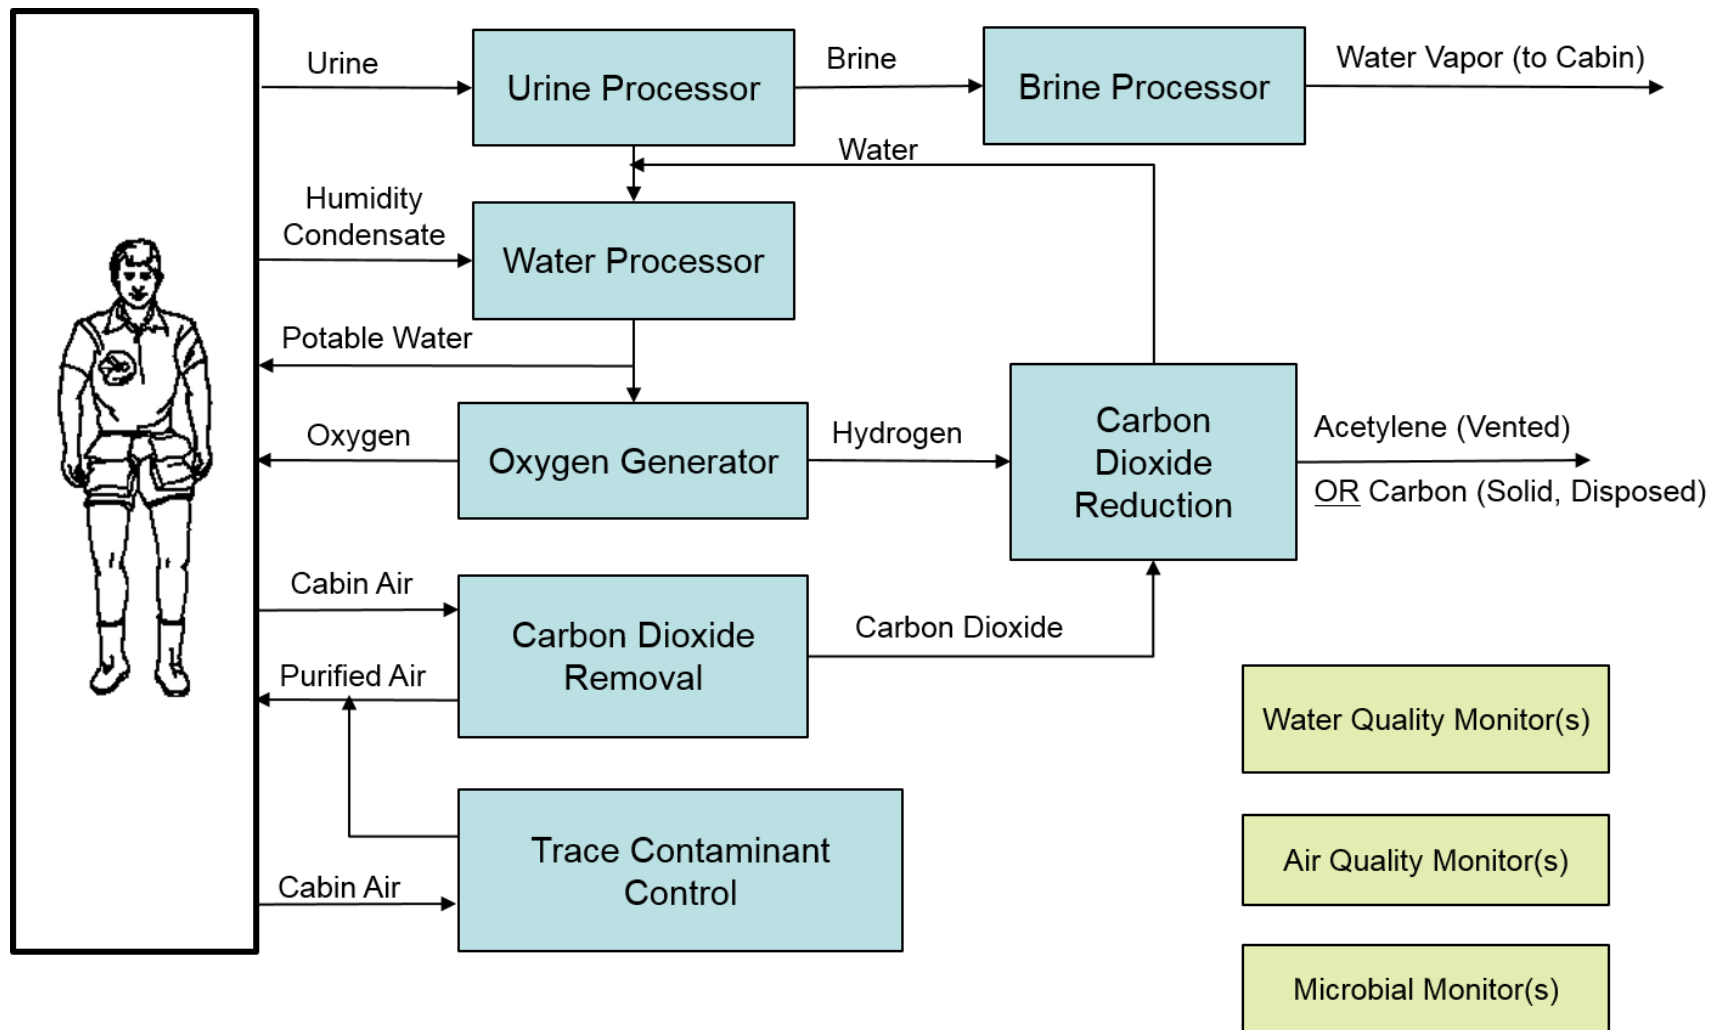 Urine
Urine Processor
Brine
Brine Processor
Water Vapor (to Cabin)
Water
Humidity
Condensate
Water Processor
Potable Water
Oxygen
Oxygen Generator
Hydrogen
Carbon
Dioxide
Reduction
Acetylene (Vented)
OR Carbon (Solid, Disposed)
Cabin Air
Carbon Dioxide
Removal
Carbon Dioxide
Purified Air
Trace Contaminant
Control
Cabin Air
Water Quality Monitor(s)
Air Quality Monitor(s)
Microbial Monitor(s)